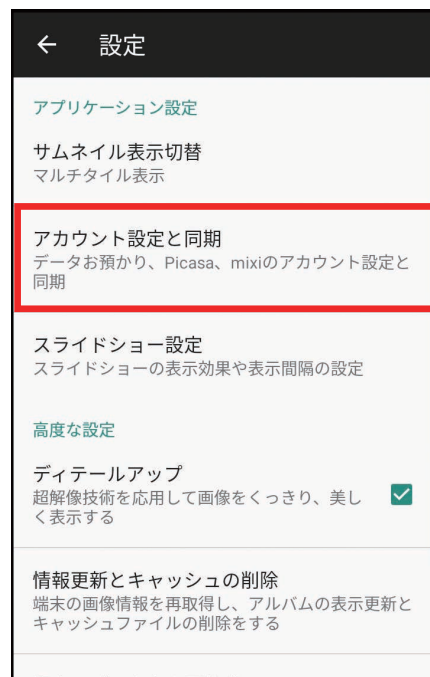 設定
アプリケーション設定
サムネイル表示切替
マルチタイル表示
アカウント設定と同期
データお預かり、Picasa、mixiのアカウント設定と
同期
スライドショー設定
スライドショーの表示効果や表示間隔の設定
高度な設定
ディテールアップ
超解像技術を応用して画像をくっきり、美し
く表示する
情報更新とキャッシュの削除
端末の画像情報を再取得し、アルバムの表示更新と
キャッシュファイルの削除をする